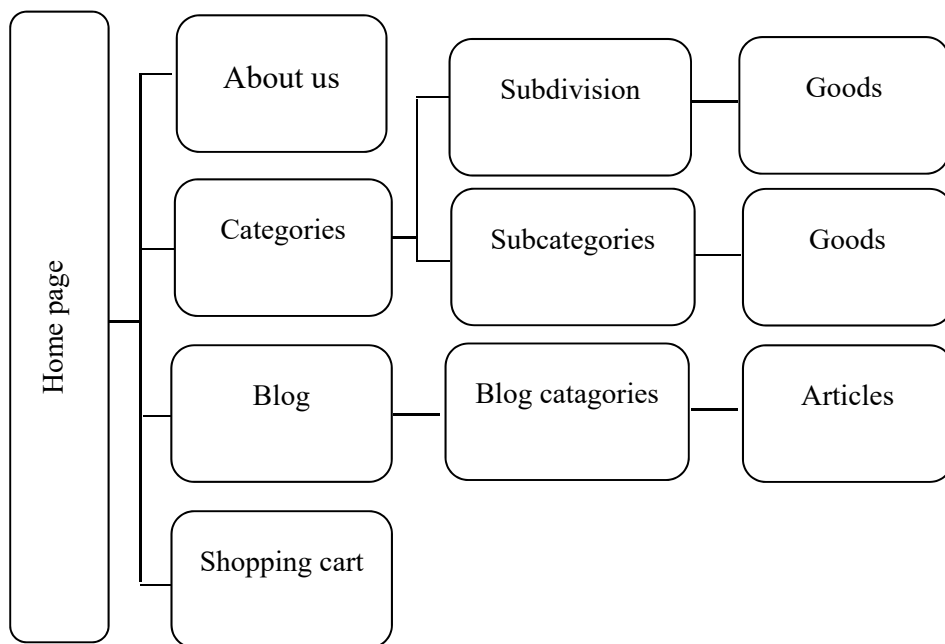 Home page
About us
Categories
Subdivision
Goods
Subcategories
Goods
Blog
Blog catagories
Articles
Shopping cart